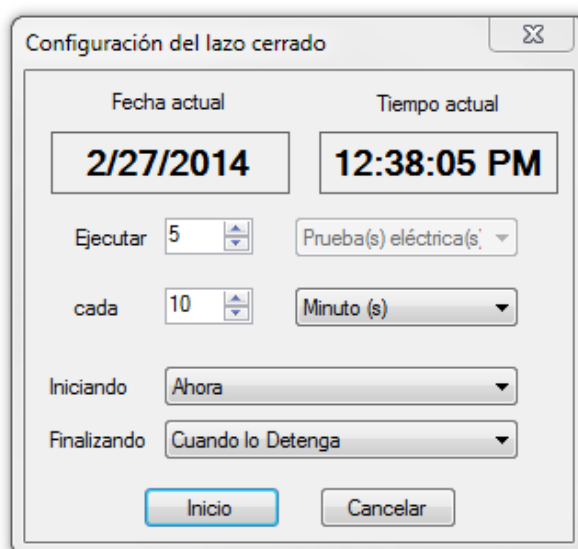 Configuración del lazo cerrado
Fecha actual
Tiempo actual
2/27/2014
12:38:05 PM
Ejecutar 5 Prueba(s) eléctrica(s)
cada 10 Minuto (s)
Iniciando Ahora
Finalizando Cuando lo Detenga
Inicio Cancelar